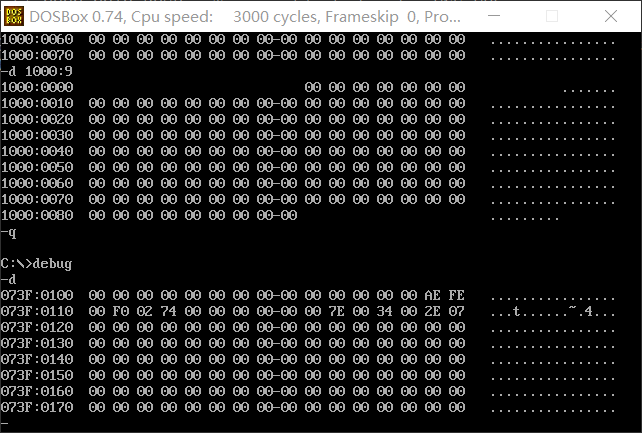 DOS BOX DOSBox 0.74, Cpu speed: 3000 cycles, Frameskip 0, Pro...
1000:0060 00 00 00 00 00 00 00 00-00 00 00 00 00 00 00 00 ................
1000:0070 00 00 00 00 00 00 00 00-00 00 00 00 00 00 00 00 ................
-d 1000:9
1000:0000 00 00 00 00 00 00 00 .......
1000:0010 00 00 00 00 00 00 00 00-00 00 00 00 00 00 00 00 ................
1000:0020 00 00 00 00 00 00 00 00-00 00 00 00 00 00 00 00 ................
1000:0030 00 00 00 00 00 00 00 00-00 00 00 00 00 00 00 00 ................
1000:0040 00 00 00 00 00 00 00 00-00 00 00 00 00 00 00 00 ................
1000:0050 00 00 00 00 00 00 00 00-00 00 00 00 00 00 00 00 ................
1000:0060 00 00 00 00 00 00 00 00-00 00 00 00 00 00 00 00 ................
1000:0070 00 00 00 00 00 00 00 00-00 00 00 00 00 00 00 00 ................
1000:0080 00 00 00 00 00 00 00 00-00 .........
-q
C:\>debug
-d
073F:0100 00 00 00 00 00 00 00 00-00 00 00 00 00 00 AE FE ................
073F:0110 00 F0 02 74 00 00 00 00-00 00 7E 00 34 00 2E 07 ...t......~.4...
073F:0120 00 00 00 00 00 00 00 00-00 00 00 00 00 00 00 00 ................
073F:0130 00 00 00 00 00 00 00 00-00 00 00 00 00 00 00 00 ................
073F:0140 00 00 00 00 00 00 00 00-00 00 00 00 00 00 00 00 ................
073F:0150 00 00 00 00 00 00 00 00-00 00 00 00 00 00 00 00 ................
073F:0160 00 00 00 00 00 00 00 00-00 00 00 00 00 00 00 00 ................
073F:0170 00 00 00 00 00 00 00 00-00 00 00 00 00 00 00 00 ................
-